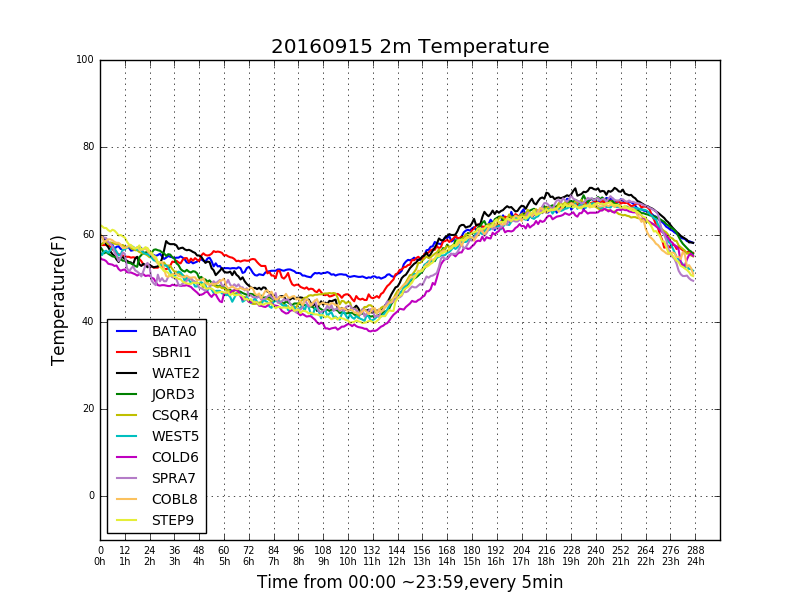 20160915 2m Temperature
100
80
60
40
20
0
Temperature(F)
BATA0
SBRI1
WATE2
JORD3
CSQR4
WEST5
COLD6
SPRA7
COBL8
STEP9
0 12 24 36 48 60 72 84 96 108 120 132 144 156 168 180 192 204 216 228 240 252 264 276 288
0h 1h 2h 3h 4h 5h 6h 7h 8h 9h 10h 11h 12h 13h 14h 15h 16h 17h 18h 19h 20h 21h 22h 23h 24h
Time from 00:00 ~23:59,every 5min